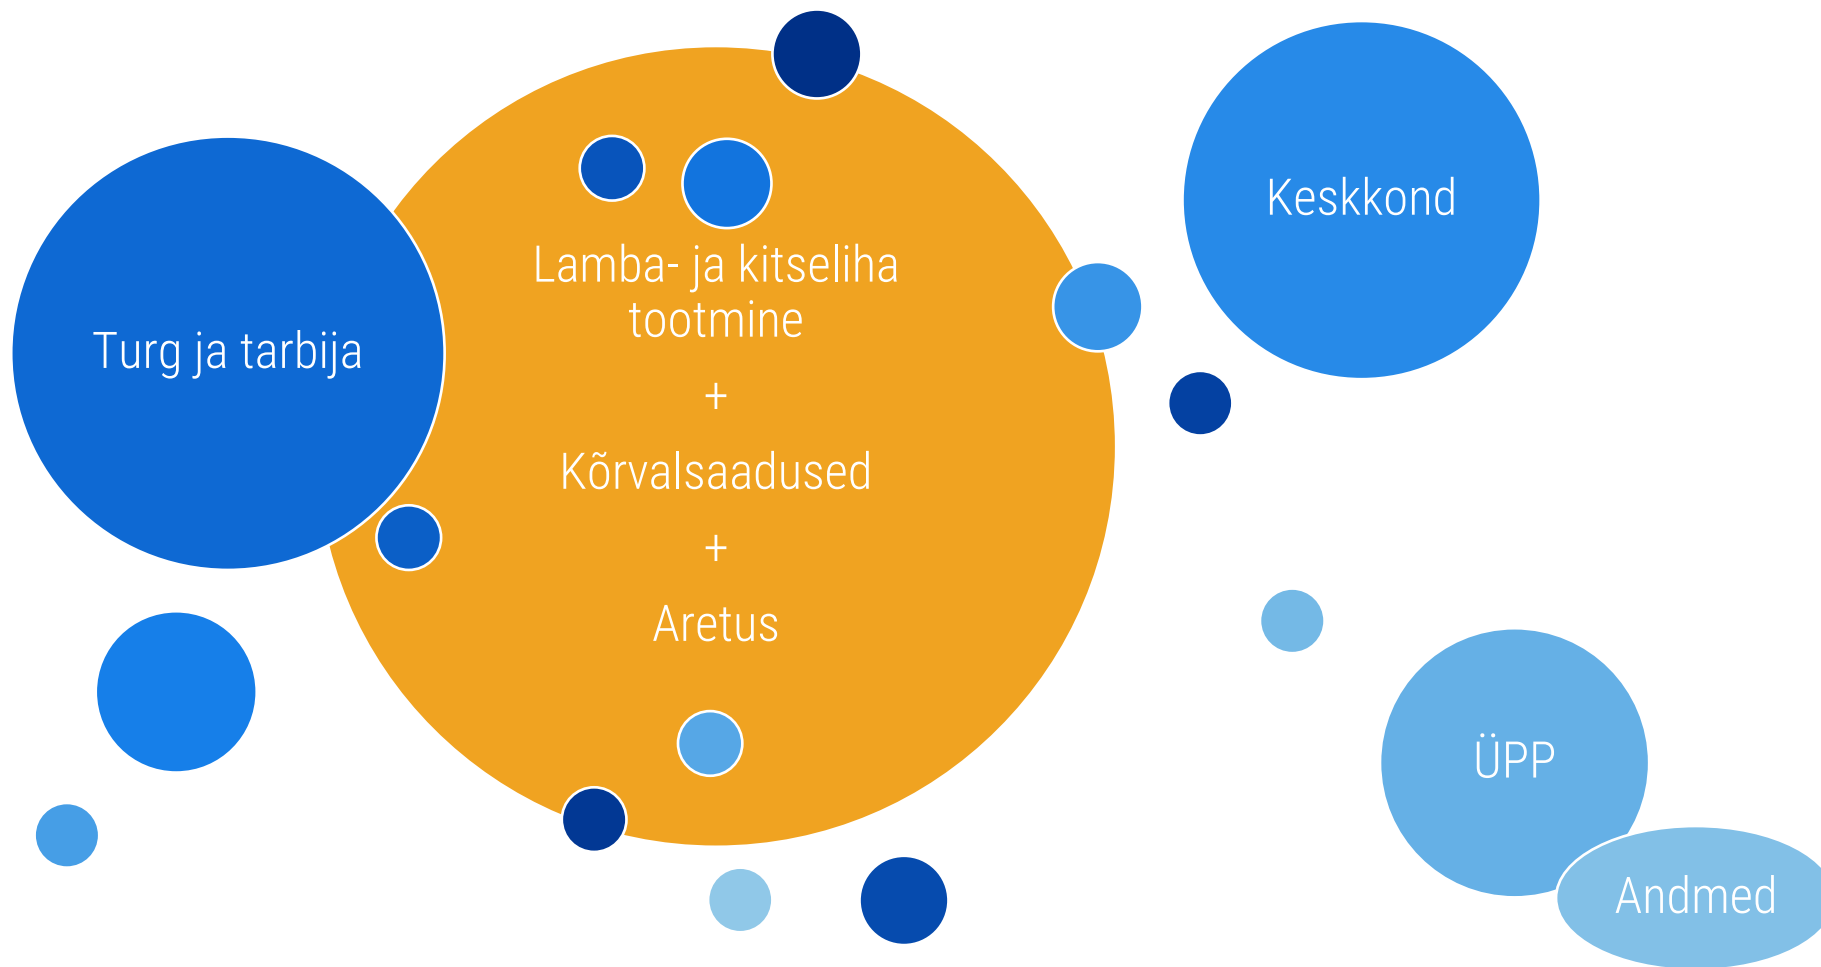 Turg ja tarbija
Lamba- ja kitseliha
tootmine
+
Kõrvalsaadused
+
Aretus
Keskkond
ÜPP
Andmed